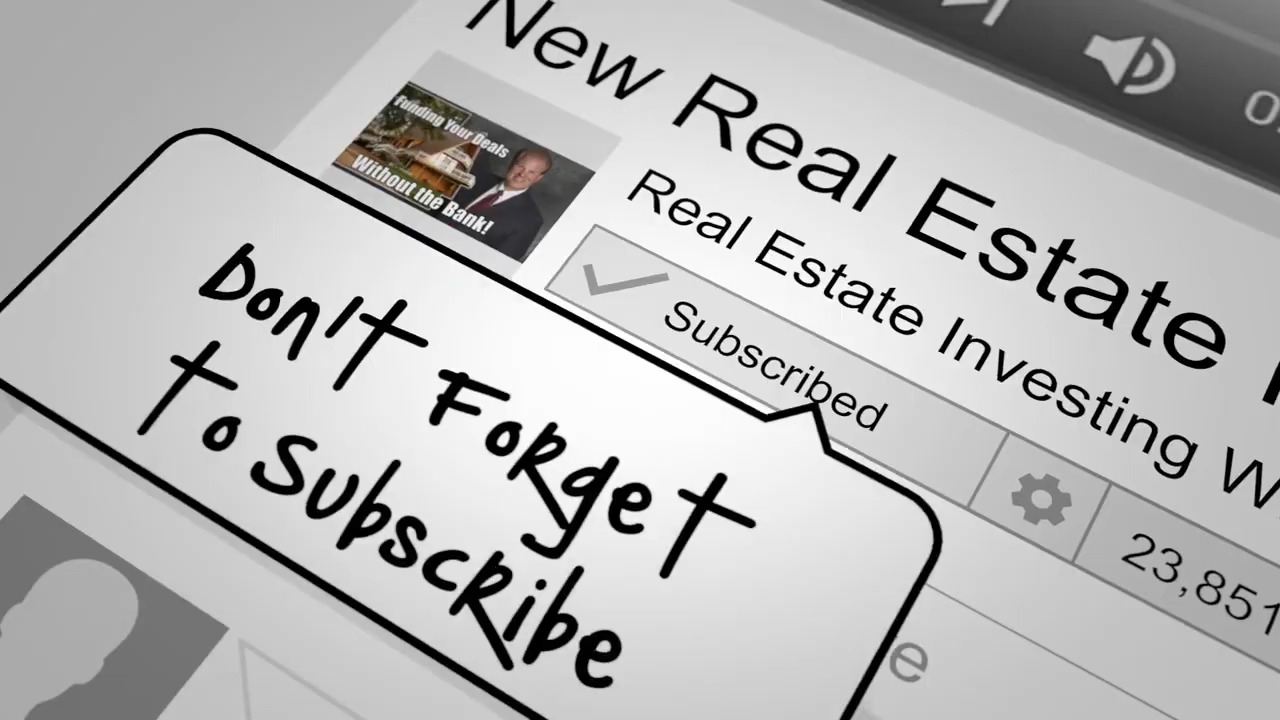 New Real Estate
Funding Your Deals
Without the Bank!
Real Estate Investing W
Subscribed
23,851
Don't Forget
to Subscribe
e